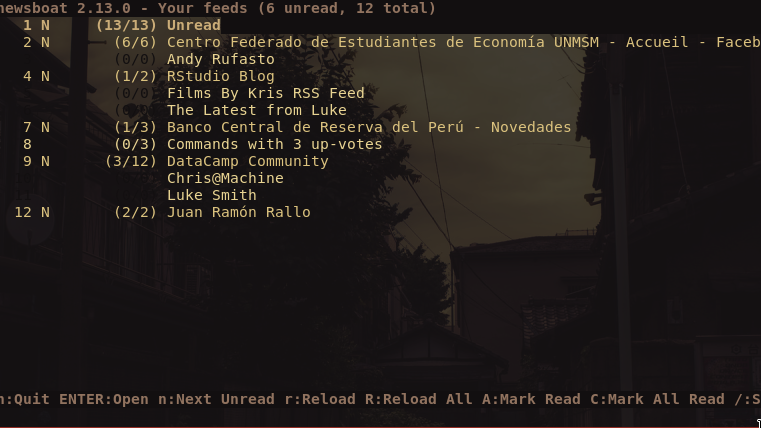 newsboat 2.13.0 - Your feeds (6 unread, 12 total)
1 N (13/13) Unread
2 N (6/6) Centro Federado de Estudiantes de Economía UNMSM - Accueil - Faceb
(0/0) Andy Rufasto
4 N (1/2) RStudio Blog
(0/0) Films By Kris RSS Feed
(0/0) The Latest from Luke
7 N (1/3) Banco Central de Reserva del Perú - Novedades
8 (0/3) Commands with 3 up-votes
9 N (3/12) DataCamp Community
Chris@Machine
Luke Smith
12 N (2/2) Juan Ramón Rallo
:Quit ENTER:Open n:Next Unread r:Reload R:Reload All A:Mark Read C:Mark All Read /:S